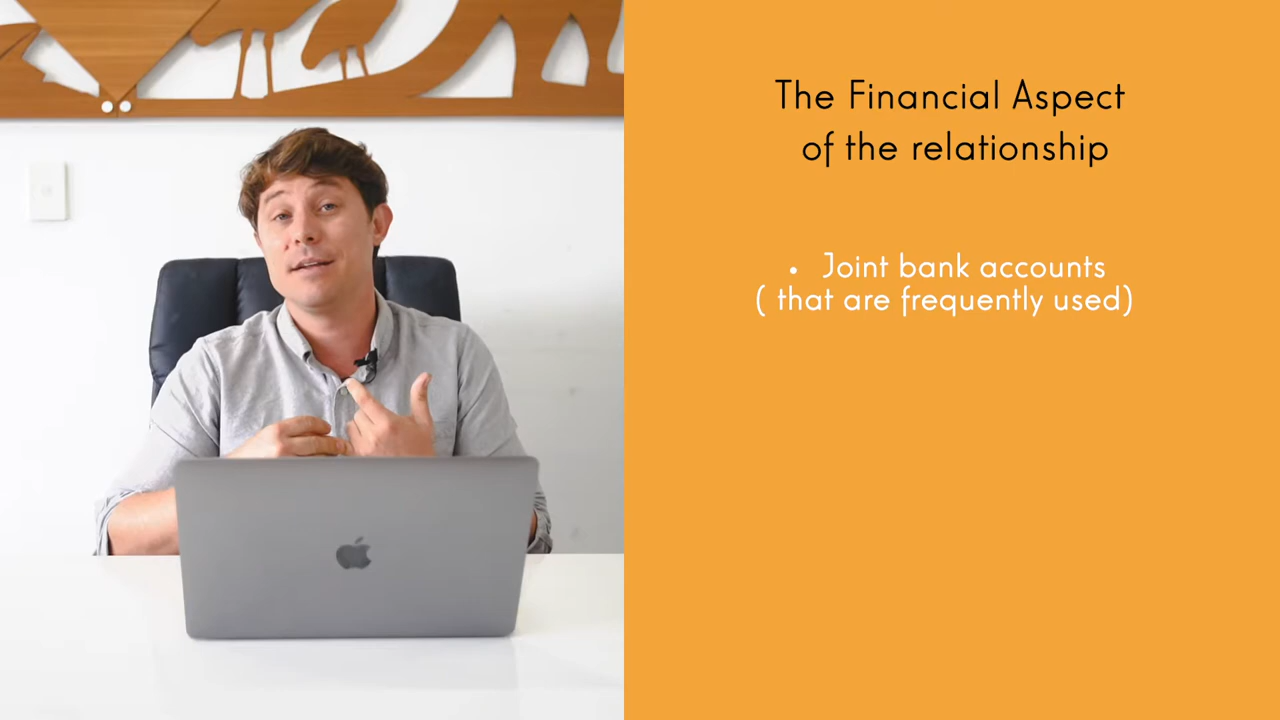 The Financial Aspect
of the relationship
• Joint bank accounts
( that are frequently used)